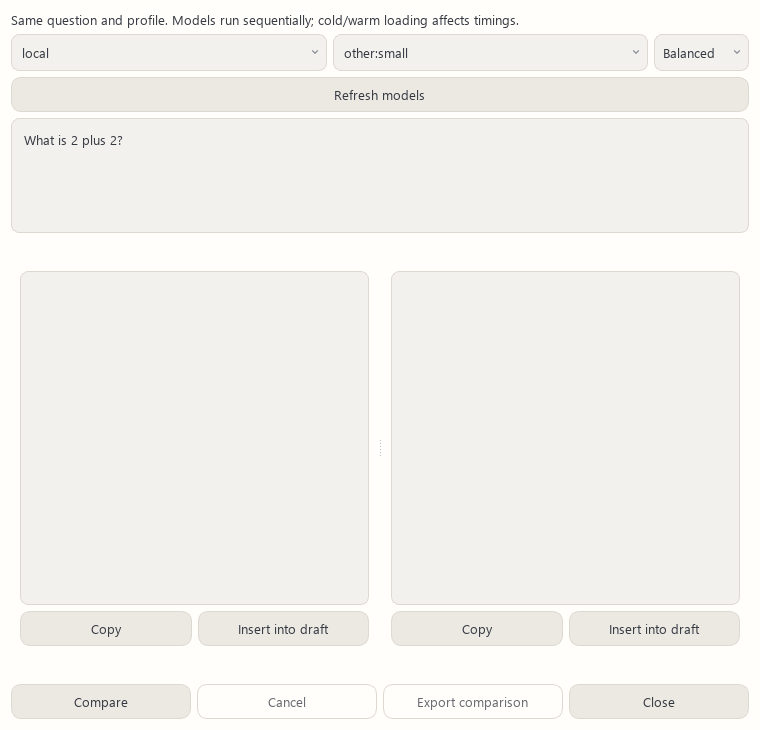 Same question and profile. Models run sequentially; cold/warm loading affects timings.
local other:small Balanced
Refresh models
What is 2 plus 2?
Copy Insert into draft Copy Insert into draft
Compare Cancel Export comparison Close